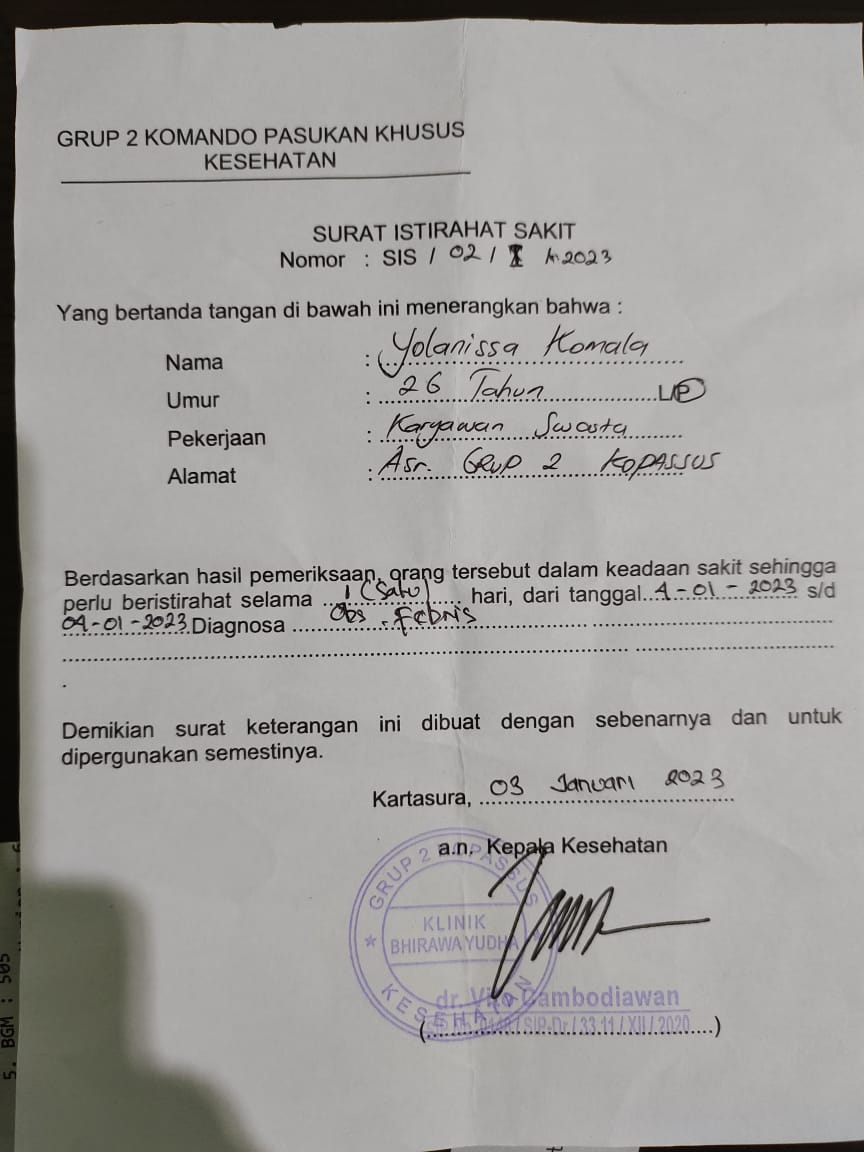 GRUP 2 KOMANDO PASUKAN KHUSUS
KESEHATAN
SURAT ISTIRAHAT SAKIT
Nomor : SIS / 02 / I / 2023
Yang bertanda tangan di bawah ini menerangkan bahwa :
Nama : Yolanissa Komala
Umur : 26 Tahun L/P
Pekerjaan : Karyawan Swasta
Alamat : Asr. GRUP 2 KOPASSUS
Berdasarkan hasil pemeriksaan, orang tersebut dalam keadaan sakit sehingga
perlu beristirahat selama 1 (Satu) hari, dari tanggal 4-01-2023 s/d
04-01-2023 Diagnosa Obs. Febris
Demikian surat keterangan ini dibuat dengan sebenarnya dan untuk
dipergunakan semestinya.
Kartasura, 03 Januari 2023
a.n. Kepala Kesehatan
GRUP 2
KLINIK
BHIRAWA YUDHA
KESEHATAN
dr. Cambodiawan
SIP.Dr / 33.11 / XII / 2020
5. BGM : 505